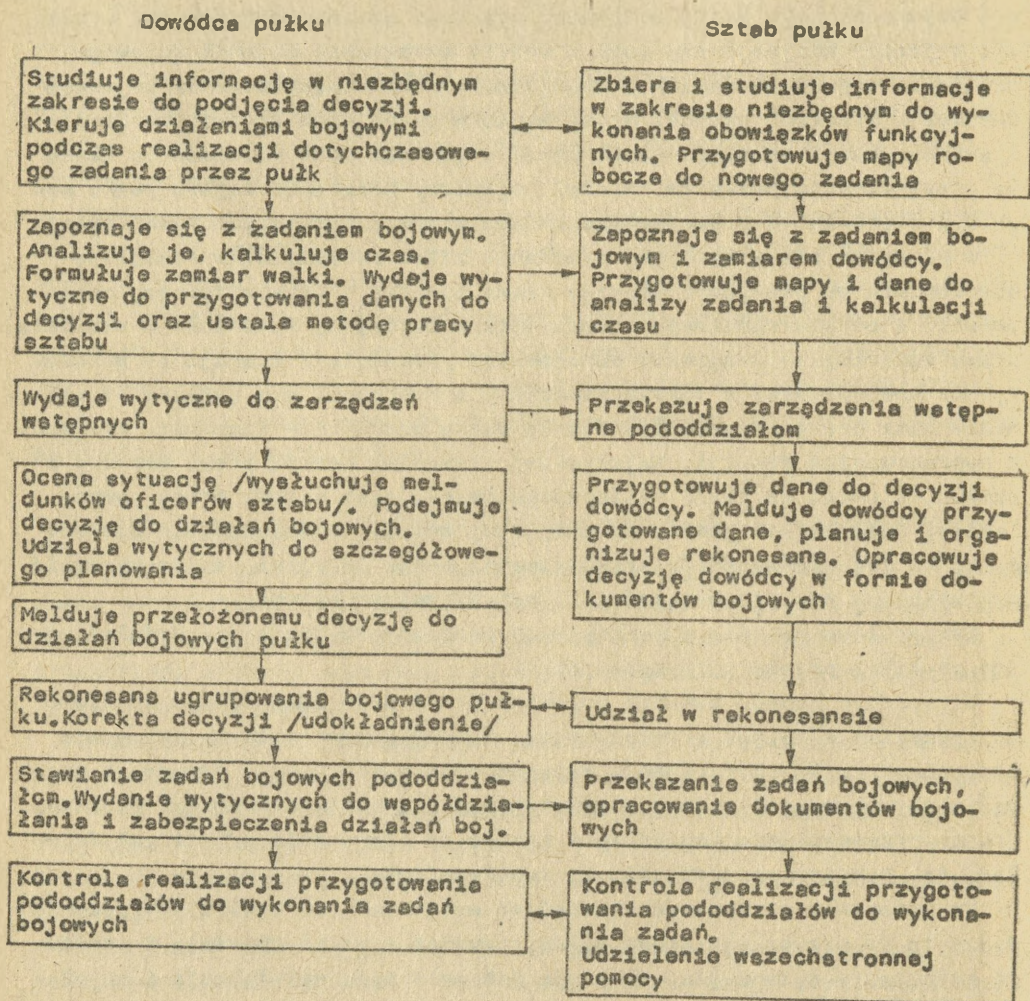 Dowódca pułku
Sztab pułku
Studiuje informację w niezbędnym
zakresie do podjęcia decyzji.
Kieruje działaniami bojowymi
podczas realizacji dotychczasowe-
go zadania przez pułk
Zbiera i studiuje informacje
w zakresie niezbędnym do wy-
konania obowiązków funkcyj-
nych. Przygotowuje mapy ro-
bocze do nowego zadania
Zapoznaje się z zadaniem bojowym.
Analizuje je, kalkuluje czas.
Formułuje zamiar walki. Wydaje wy-
tyczne do przygotowania danych do
decyzji oraz ustala metodę pracy
sztabu
Zapoznaje się z zadaniem bo-
jowym i zamiarem dowódcy.
Przygotowuje mapy i dane do
analizy zadania i kalkulacji
czasu
Wydaje wytyczne do zarządzeń
wstępnych
Przekazuje zarządzenia wstęp-
ne pododdziałom
Ocena sytuację /wysłuchuje mel-
dunków oficerów sztabu/. Podejmuje
decyzję do działań bojowych.
Udziela wytycznych do szczegółowe-
go planowania
Przygotowuje dane do decyzji
dowódcy. Melduje dowódcy przy-
gotowane dane, planuje i orga-
nizuje rekonesans. Opracowuje
decyzję dowódcy w formie do-
kumentów bojowych
Melduje przełożonemu decyzję do
działań bojowych pułku
Rekonesans ugrupowania bojowego puł-
ku.Korekta decyzji /udokładnienie/
Udział w rekonesansie
Stawianie zadań bojowych pododdzia-
łom.Wydanie wytycznych do współdzia-
łania i zabezpieczenia działań boj.
Przekazanie zadań bojowych,
opracowanie dokumentów bojo-
wych
Kontrola realizacji przygotowania
pododdziałów do wykonania zadań
bojowych
Kontrola realizacji przygoto-
wania pododdziałów do wykona-
nia zadań.
Udzielenie wszechstronnej
pomocy